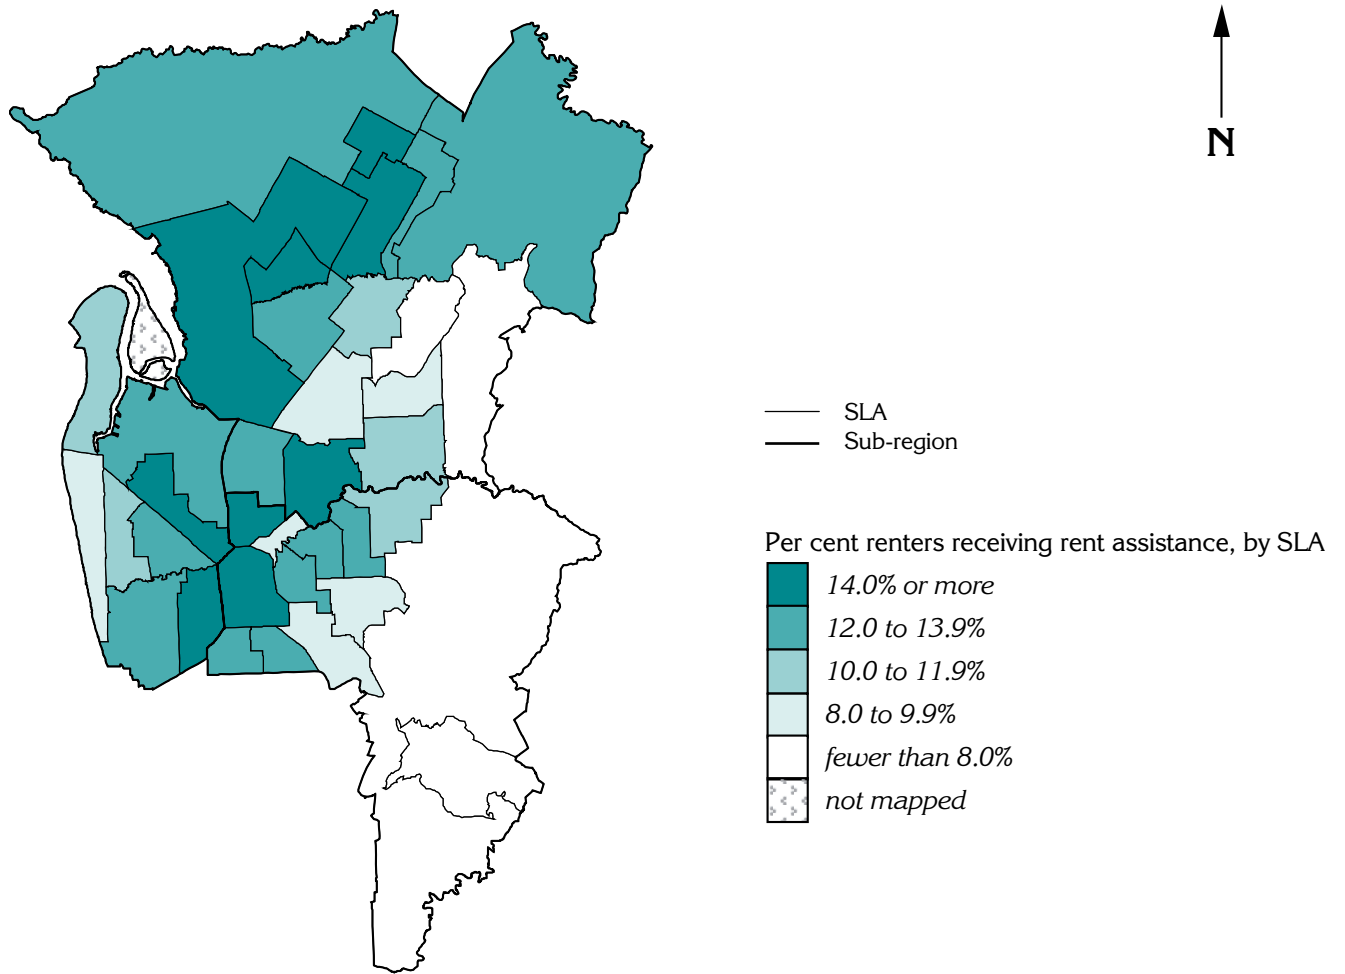 N
SLA
Sub-region
Per cent renters receiving rent assistance, by SLA
14.0% or more
12.0 to 13.9%
10.0 to 11.9%
8.0 to 9.9%
fewer than 8.0%
not mapped